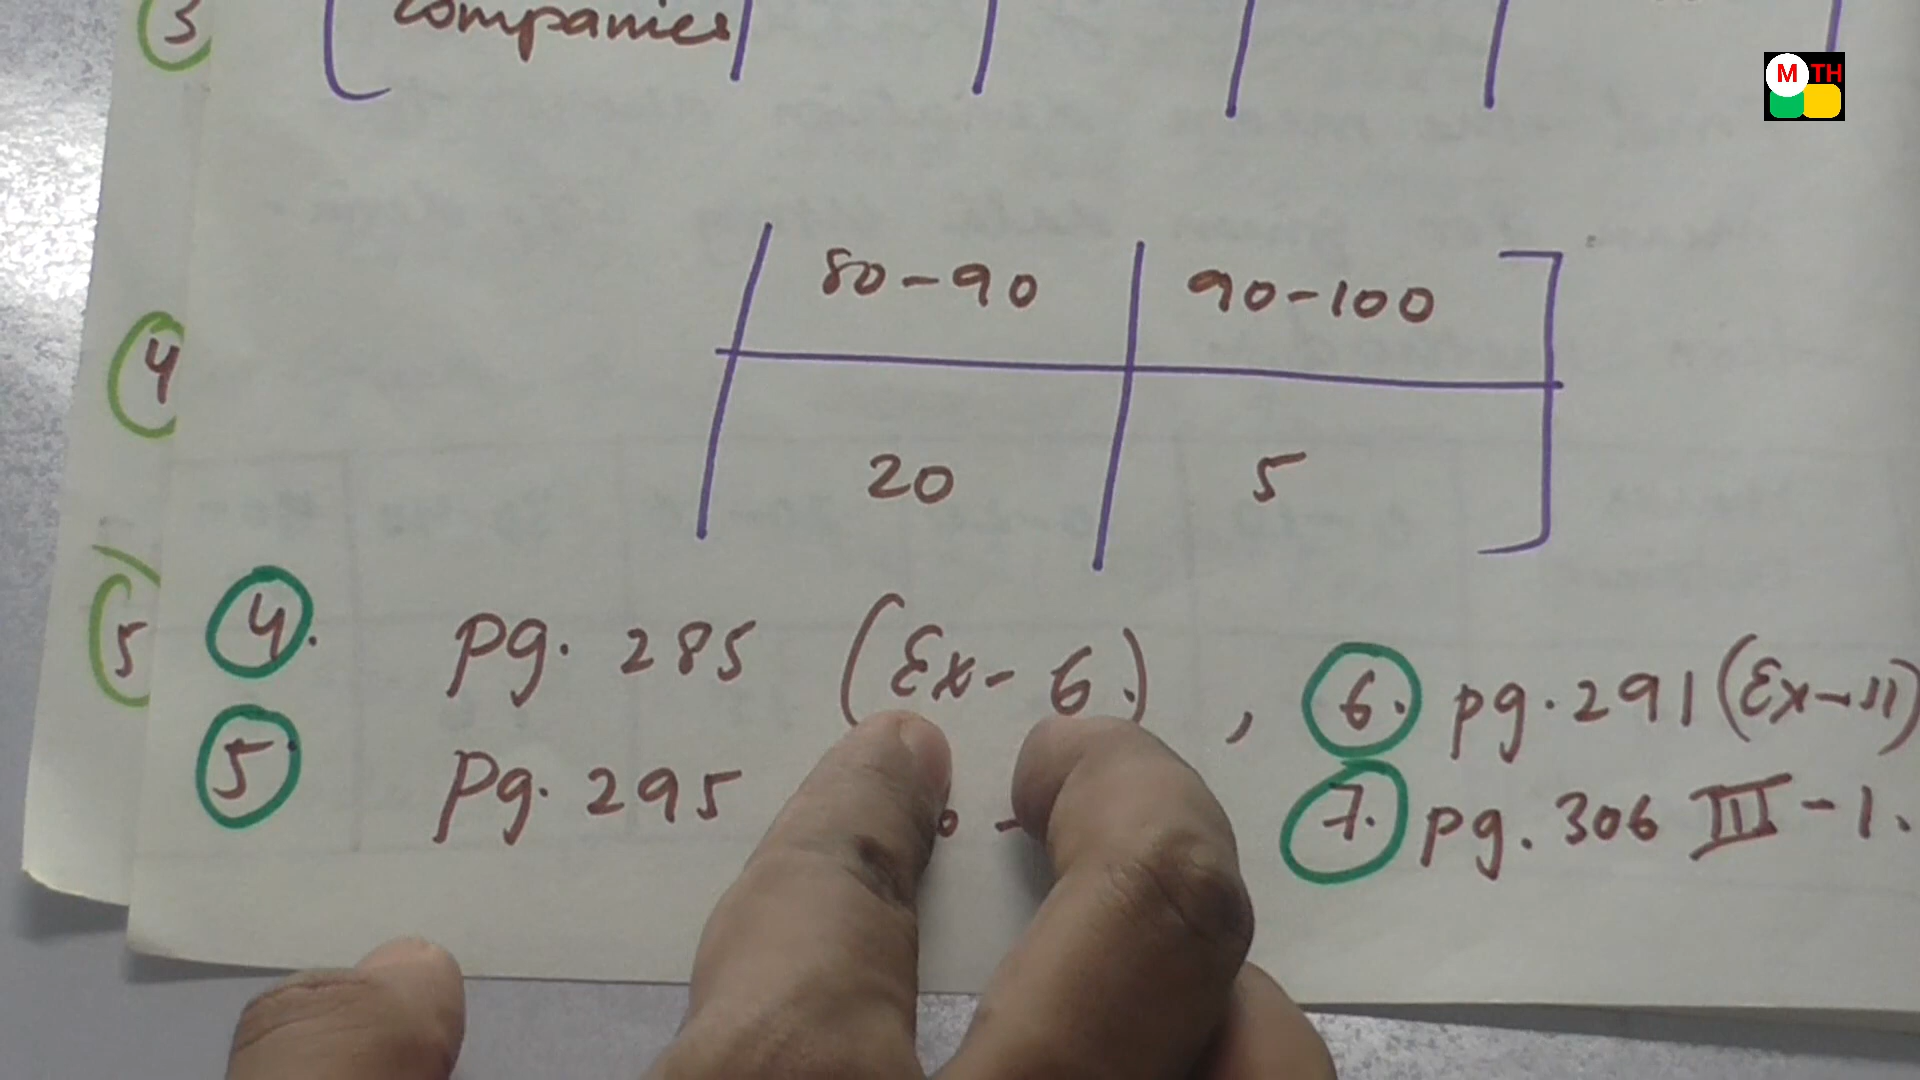 3 companies
M TH
80-90 90-100
4
20 5
5 4. pg. 285 (Ex-6.) , 6. pg. 291 (Ex-11)
5. pg. 295 7. pg. 306 III-1.